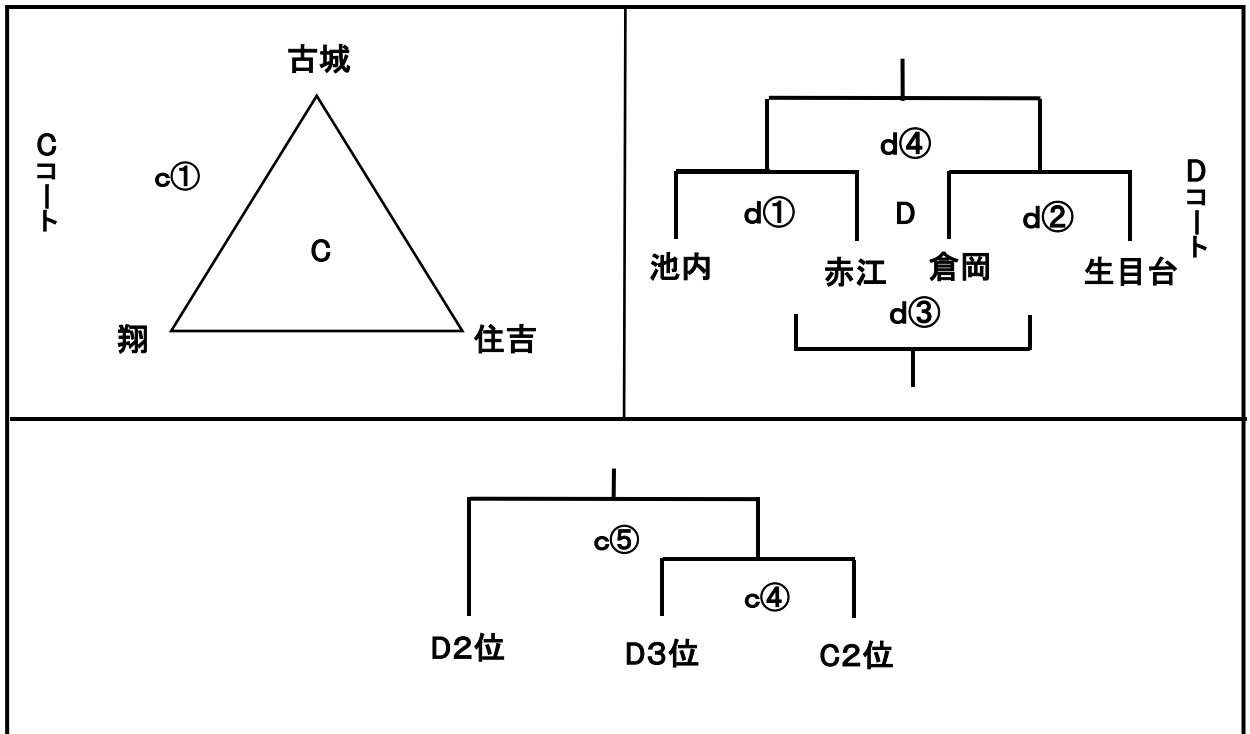 古城
Cコート
c①
C
翔
住吉
d④
Dコート
d①
D
d②
池内
赤江
倉岡
生目台
d③
c⑤
c④
D2位
D3位
C2位